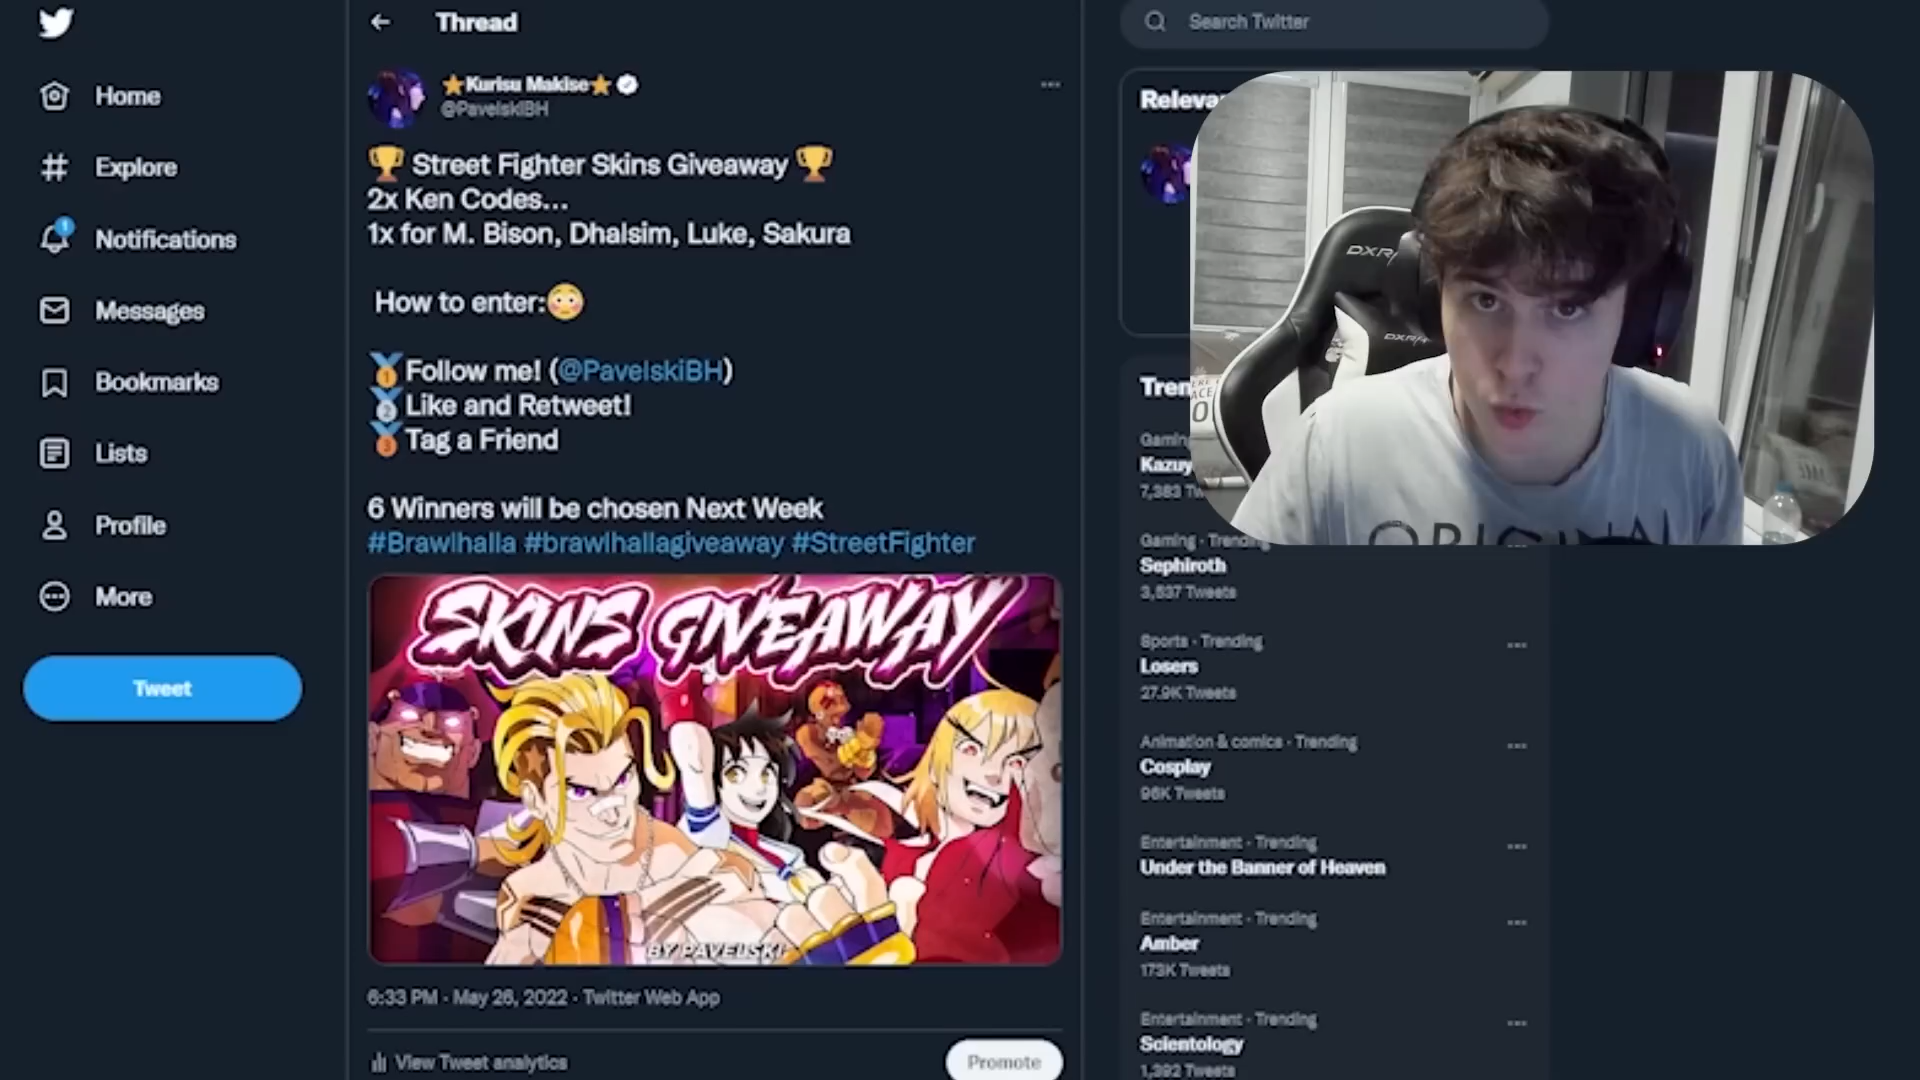 Home
Explore
1
Notifications
Messages
Bookmarks
Lists
Profile
More
Tweet
Thread
⭐Kurisu Makise⭐
@PavelskiBH
🏆 Street Fighter Skins Giveaway 🏆
2x Ken Codes...
1x for M. Bison, Dhalsim, Luke, Sakura
How to enter:😳
🥇Follow me! (@PavelskiBH)
🥈Like and Retweet!
🥉Tag a Friend
6 Winners will be chosen Next Week
#Brawlhalla #brawlhallagiveaway #StreetFighter
SKINS GIVEAWAY
BY PAVELSKI
6:33 PM · May 26, 2022 · Twitter Web App
View Tweet analytics
Promote
Search Twitter
Gaming · Trending
Sephiroth
3,537 Tweets
Sports · Trending
Losers
27.9K Tweets
Animation & comics · Trending
Cosplay
96K Tweets
Entertainment · Trending
Under the Banner of Heaven
Entertainment · Trending
Amber
173K Tweets
Entertainment · Trending
Scientology
1,392 Tweets
DXR
DXRA
ORIGINAL